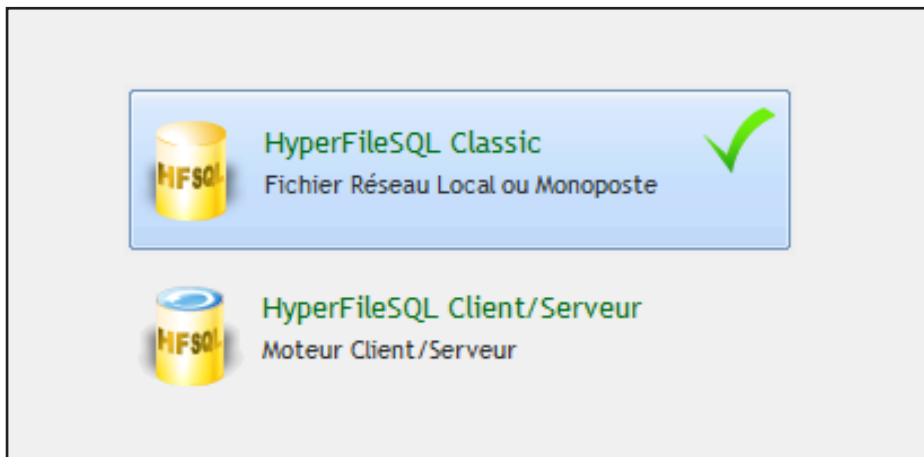 HFSQL
HyperFileSQL Classic
Fichier Réseau Local ou Monoposte
HFSQL
HyperFileSQL Client/Serveur
Moteur Client/Serveur